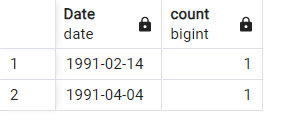 Date count
date bigint
1 1991-02-14 1
2 1991-04-04 1